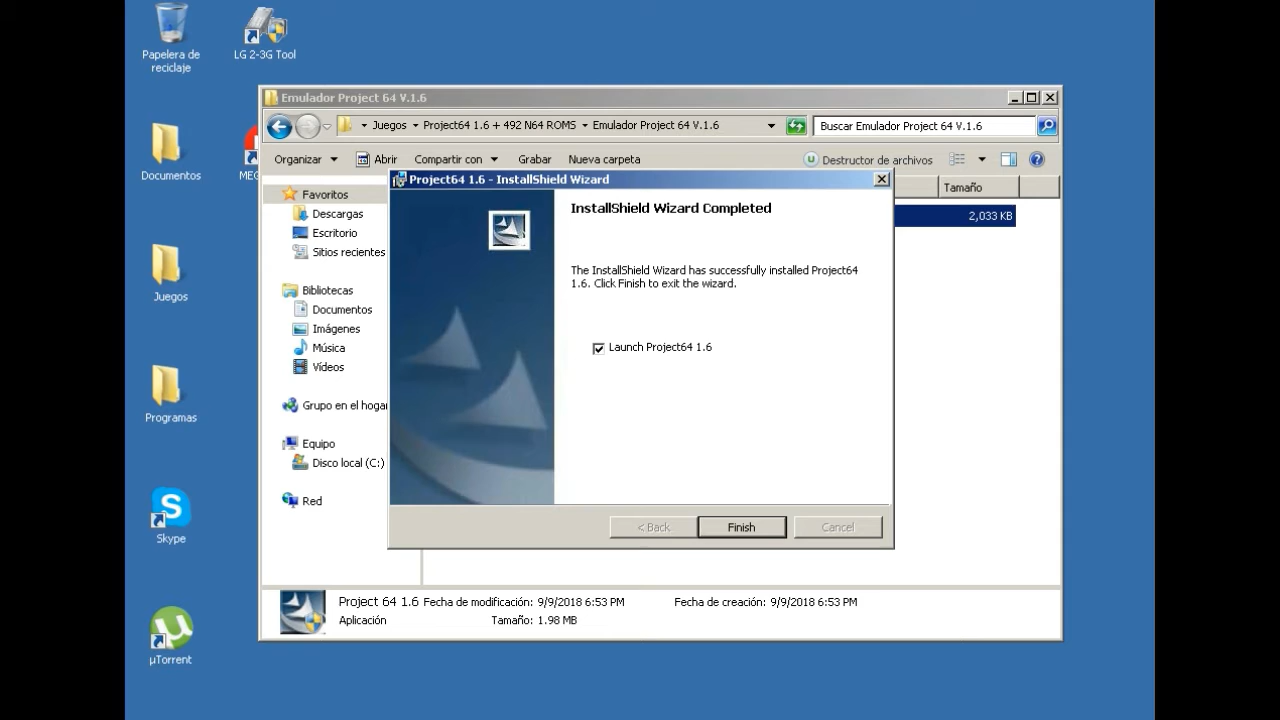 Papelera de
reciclaje
LG 2-3G Tool
Documentos
Juegos
Programas
Skype
µTorrent
Emulador Project 64 V.1.6
Juegos Project64 1.6 + 492 N64 ROMS Emulador Project 64 V.1.6
Buscar Emulador Project 64 V.1.6
Organizar Abrir Compartir con Grabar Nueva carpeta Destructor de archivos
Favoritos
Descargas
Escritorio
Sitios recientes
Bibliotecas
Documentos
Imágenes
Música
Vídeos
Grupo en el hogar
Equipo
Disco local (C:)
Red
Tamaño
2,033 KB
Project64 1.6 - InstallShield Wizard
InstallShield Wizard Completed
The InstallShield Wizard has successfully installed Project64
1.6. Click Finish to exit the wizard.
Launch Project64 1.6
< Back Finish Cancel
Project 64 1.6 Fecha de modificación: 9/9/2018 6:53 PM Fecha de creación: 9/9/2018 6:53 PM
Aplicación Tamaño: 1.98 MB